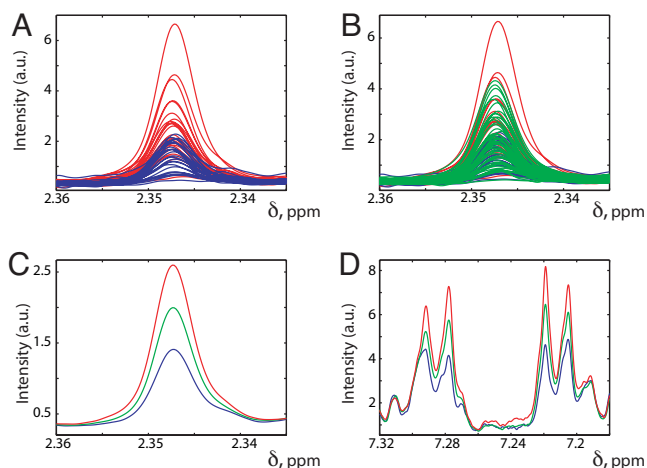 A
Intensity (a.u.)
6
4
2
2.36
2.35
2.34
δ, ppm
B
Intensity (a.u.)
6
4
2
2.36
2.35
2.34
δ, ppm
C
Intensity (a.u.)
2.5
1.5
0.5
2.36
2.35
2.34
δ, ppm
D
Intensity (a.u.)
8
6
4
2
7.32
7.28
7.24
7.2
δ, ppm